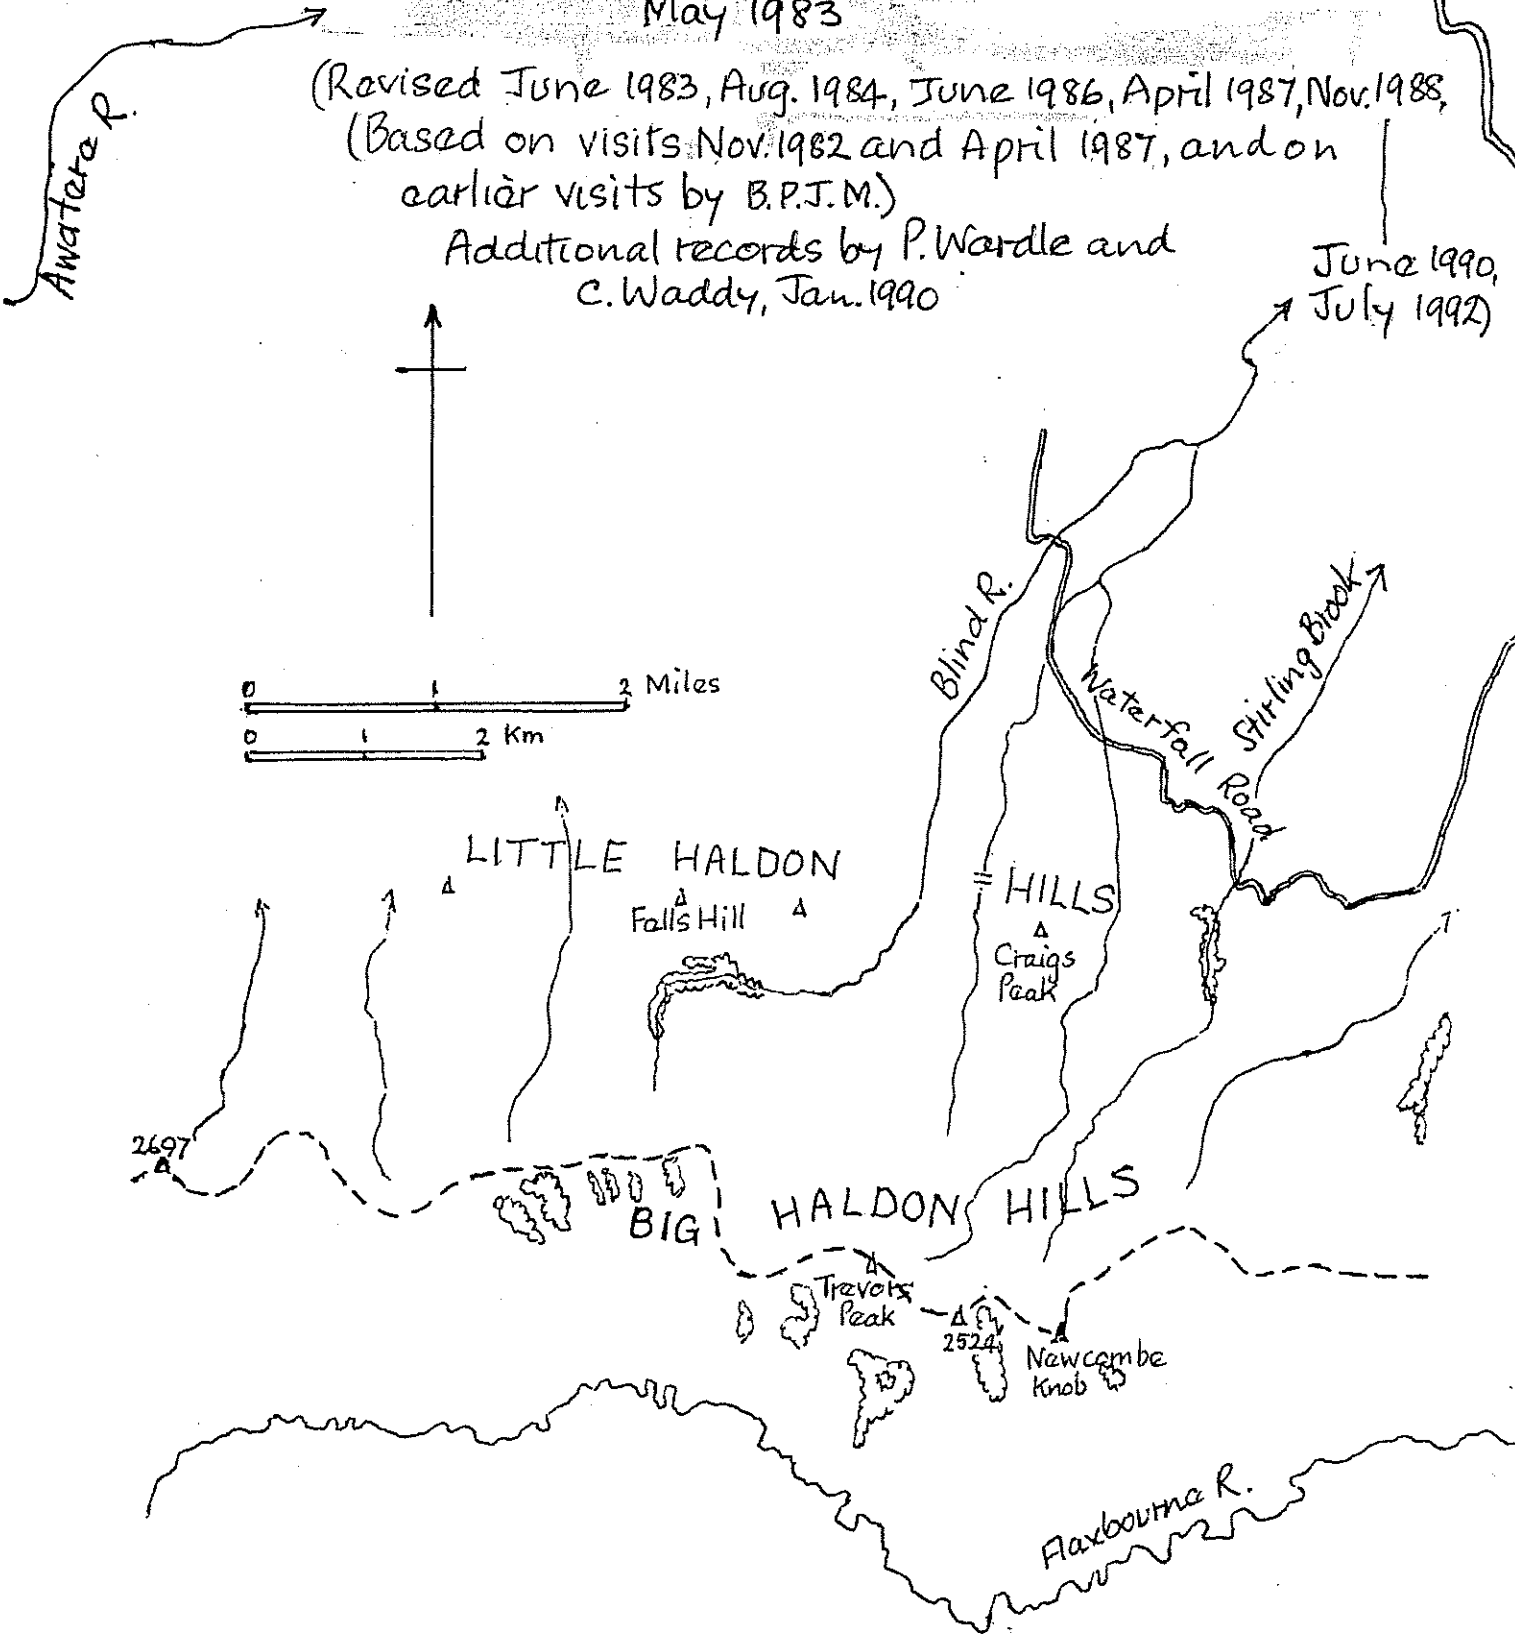 May 1983
(Revised June 1983, Aug. 1984, June 1986, April 1987, Nov. 1988,
(Based on visits Nov. 1982 and April 1987, and on
earlier visits by B.P.J.M.)
Additional records by P. Wardle and
C. Waddy, Jan. 1990
June 1990,
July 1992)
Awatere R.
Blind R.
Waterfall Road
Stirling Brook
0 1 2 Miles
0 1 2 Km
LITTLE HALDON HILLS
Falls Hill
Craigs
Peak
2697
BIG HALDON HILLS
Trevors
Peak
2524
Newcombe
Knob
Flaxbourne R.